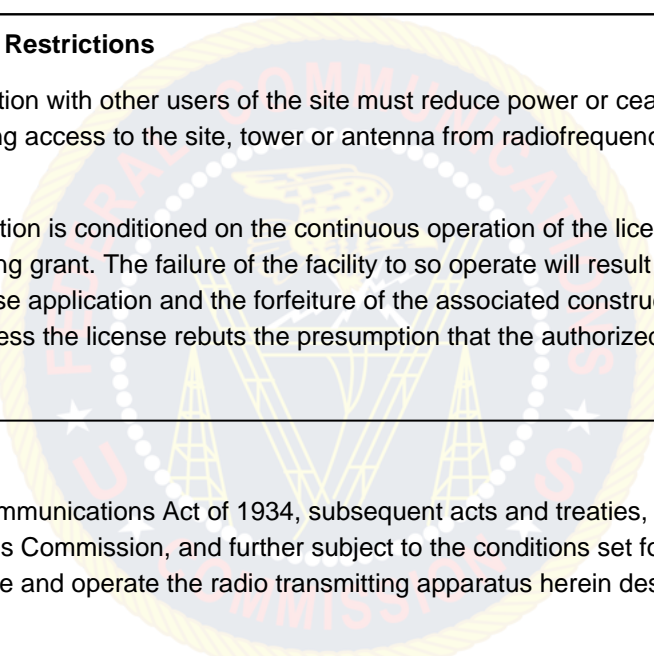 Restrictions
tion with other users of the site must reduce power or cea
ng access to the site, tower or antenna from radiofrequenc
tion is conditioned on the continuous operation of the lice
ng grant. The failure of the facility to so operate will result
se application and the forfeiture of the associated constru
ess the license rebuts the presumption that the authorized
mmunications Act of 1934, subsequent acts and treaties,
s Commission, and further subject to the conditions set fo
e and operate the radio transmitting apparatus herein des
FEDERAL COMMUNICATIONS COMMISSION
U S